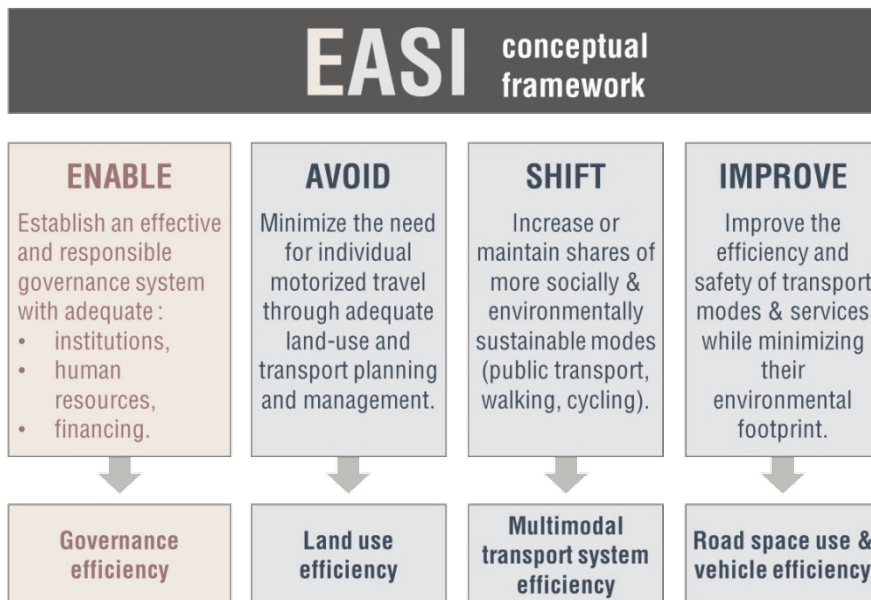 EASI conceptual
framework
ENABLE
Establish an effective
and responsible
governance system
with adequate :
• institutions,
• human
resources,
• financing.
Governance
efficiency
AVOID
Minimize the need
for individual
motorized travel
through adequate
land-use and
transport planning
and management.
Land use
efficiency
SHIFT
Increase or
maintain shares of
more socially &
environmentally
sustainable modes
(public transport,
walking, cycling).
Multimodal
transport system
efficiency
IMPROVE
Improve the
efficiency and
safety of transport
modes & services
while minimizing
their
environmental
footprint.
Road space use &
vehicle efficiency